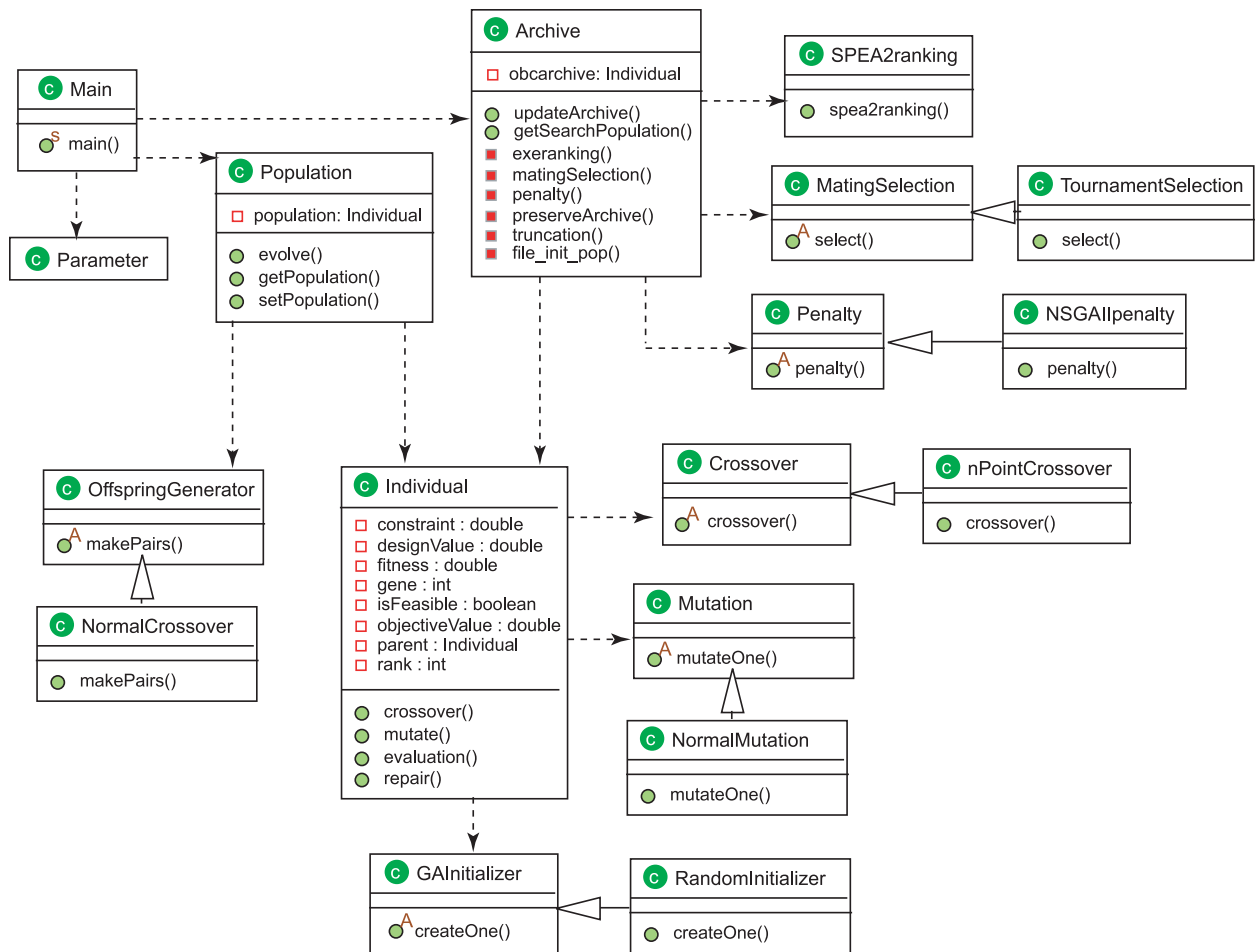 C Main
S main()
C Parameter
C Population
population: Individual
evolve()
getPopulation()
setPopulation()
C Archive
obcarchive: Individual
updateArchive()
getSearchPopulation()
exeranking()
matingSelection()
penalty()
preserveArchive()
truncation()
file_init_pop()
C SPEA2ranking
spea2ranking()
C MatingSelection
A select()
C TournamentSelection
select()
C Penalty
A penalty()
C NSGAIIpenalty
penalty()
C OffspringGenerator
A makePairs()
C NormalCrossover
makePairs()
C Individual
constraint : double
designValue : double
fitness : double
gene : int
isFeasible : boolean
objectiveValue : double
parent : Individual
rank : int
crossover()
mutate()
evaluation()
repair()
C Crossover
A crossover()
C nPointCrossover
crossover()
C Mutation
A mutateOne()
C NormalMutation
mutateOne()
C GAInitializer
A createOne()
C RandomInitializer
createOne()